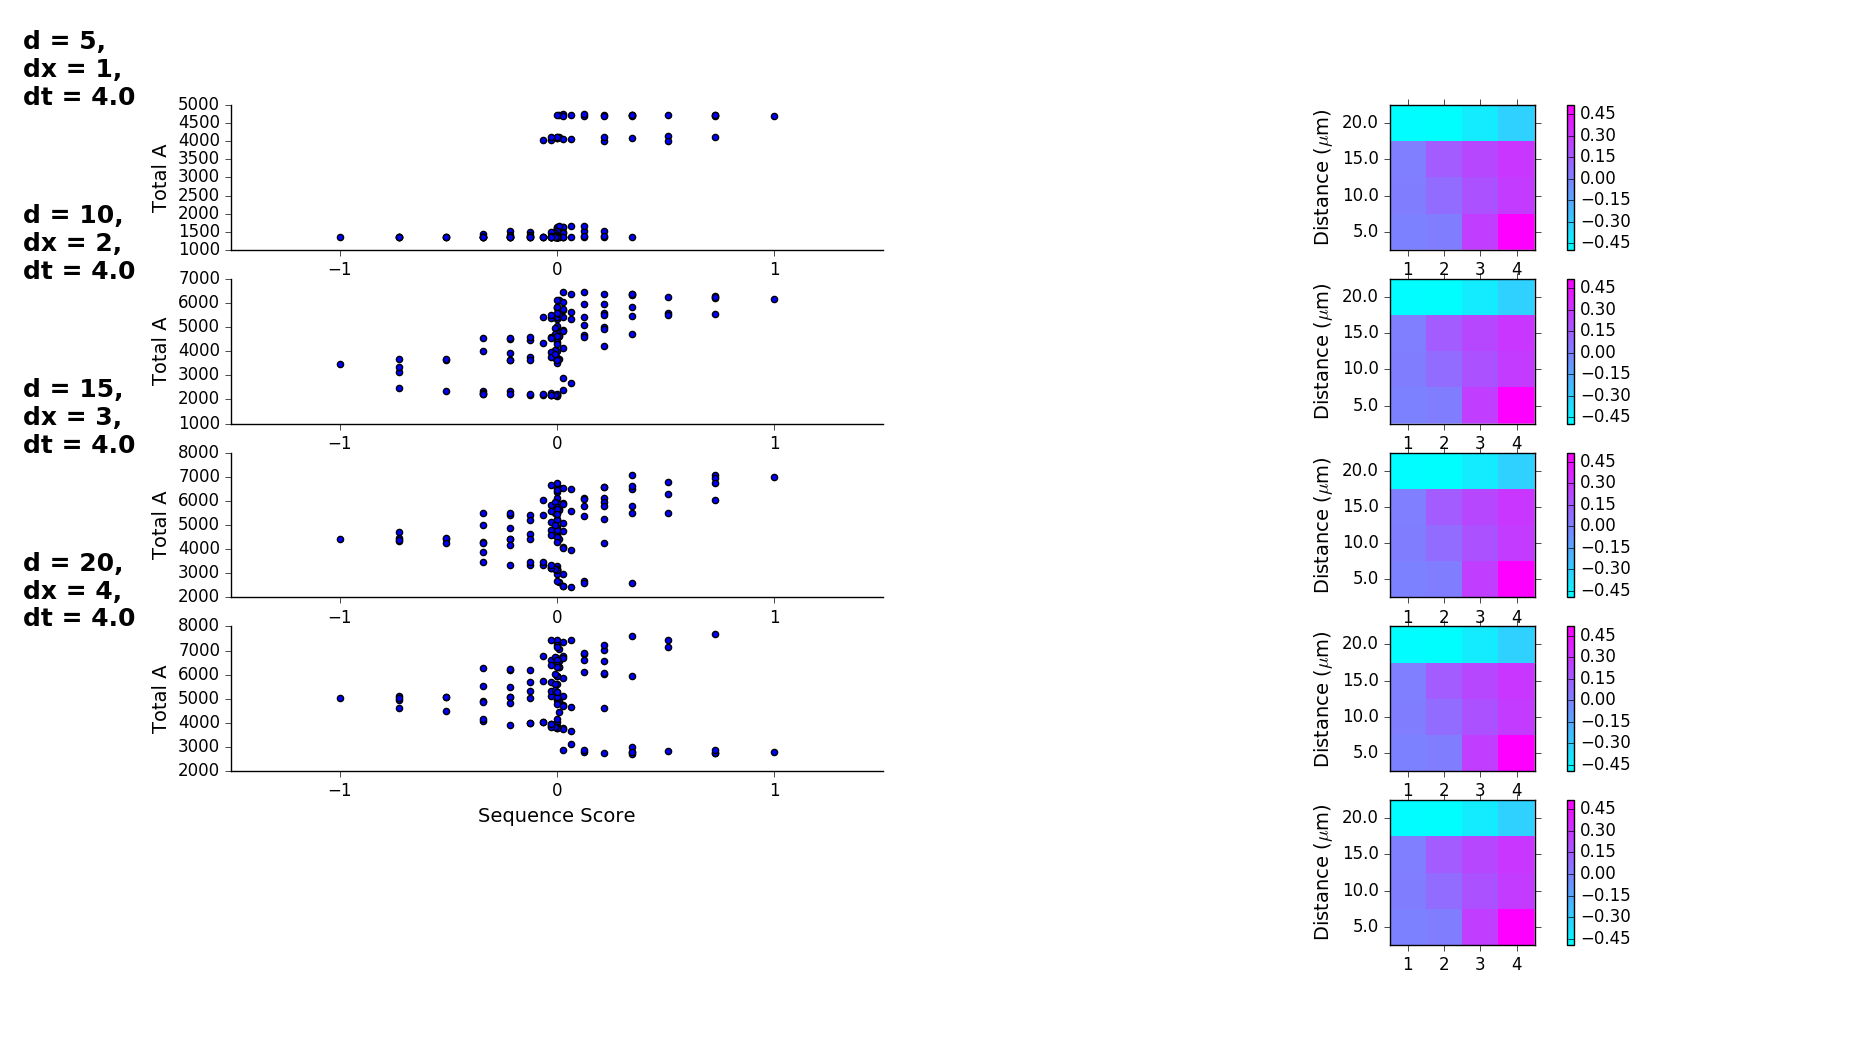 d = 5,
dx = 1,
dt = 4.0
5000
4500
4000
3500
3000
2500
2000
1500
1000
Total A
−1 0 1
d = 10,
dx = 2,
dt = 4.0
7000
6000
5000
4000
3000
2000
1000
Total A
−1 0 1
d = 15,
dx = 3,
dt = 4.0
8000
7000
6000
5000
4000
3000
2000
Total A
−1 0 1
d = 20,
dx = 4,
dt = 4.0
8000
7000
6000
5000
4000
3000
2000
Total A
−1 0 1
Sequence Score
Distance (μm)
20.0
15.0
10.0
5.0
1 2 3 4
0.45
0.30
0.15
0.00
−0.15
−0.30
−0.45
Distance (μm)
20.0
15.0
10.0
5.0
1 2 3 4
0.45
0.30
0.15
0.00
−0.15
−0.30
−0.45
Distance (μm)
20.0
15.0
10.0
5.0
1 2 3 4
0.45
0.30
0.15
0.00
−0.15
−0.30
−0.45
Distance (μm)
20.0
15.0
10.0
5.0
1 2 3 4
0.45
0.30
0.15
0.00
−0.15
−0.30
−0.45
Distance (μm)
20.0
15.0
10.0
5.0
1 2 3 4
0.45
0.30
0.15
0.00
−0.15
−0.30
−0.45